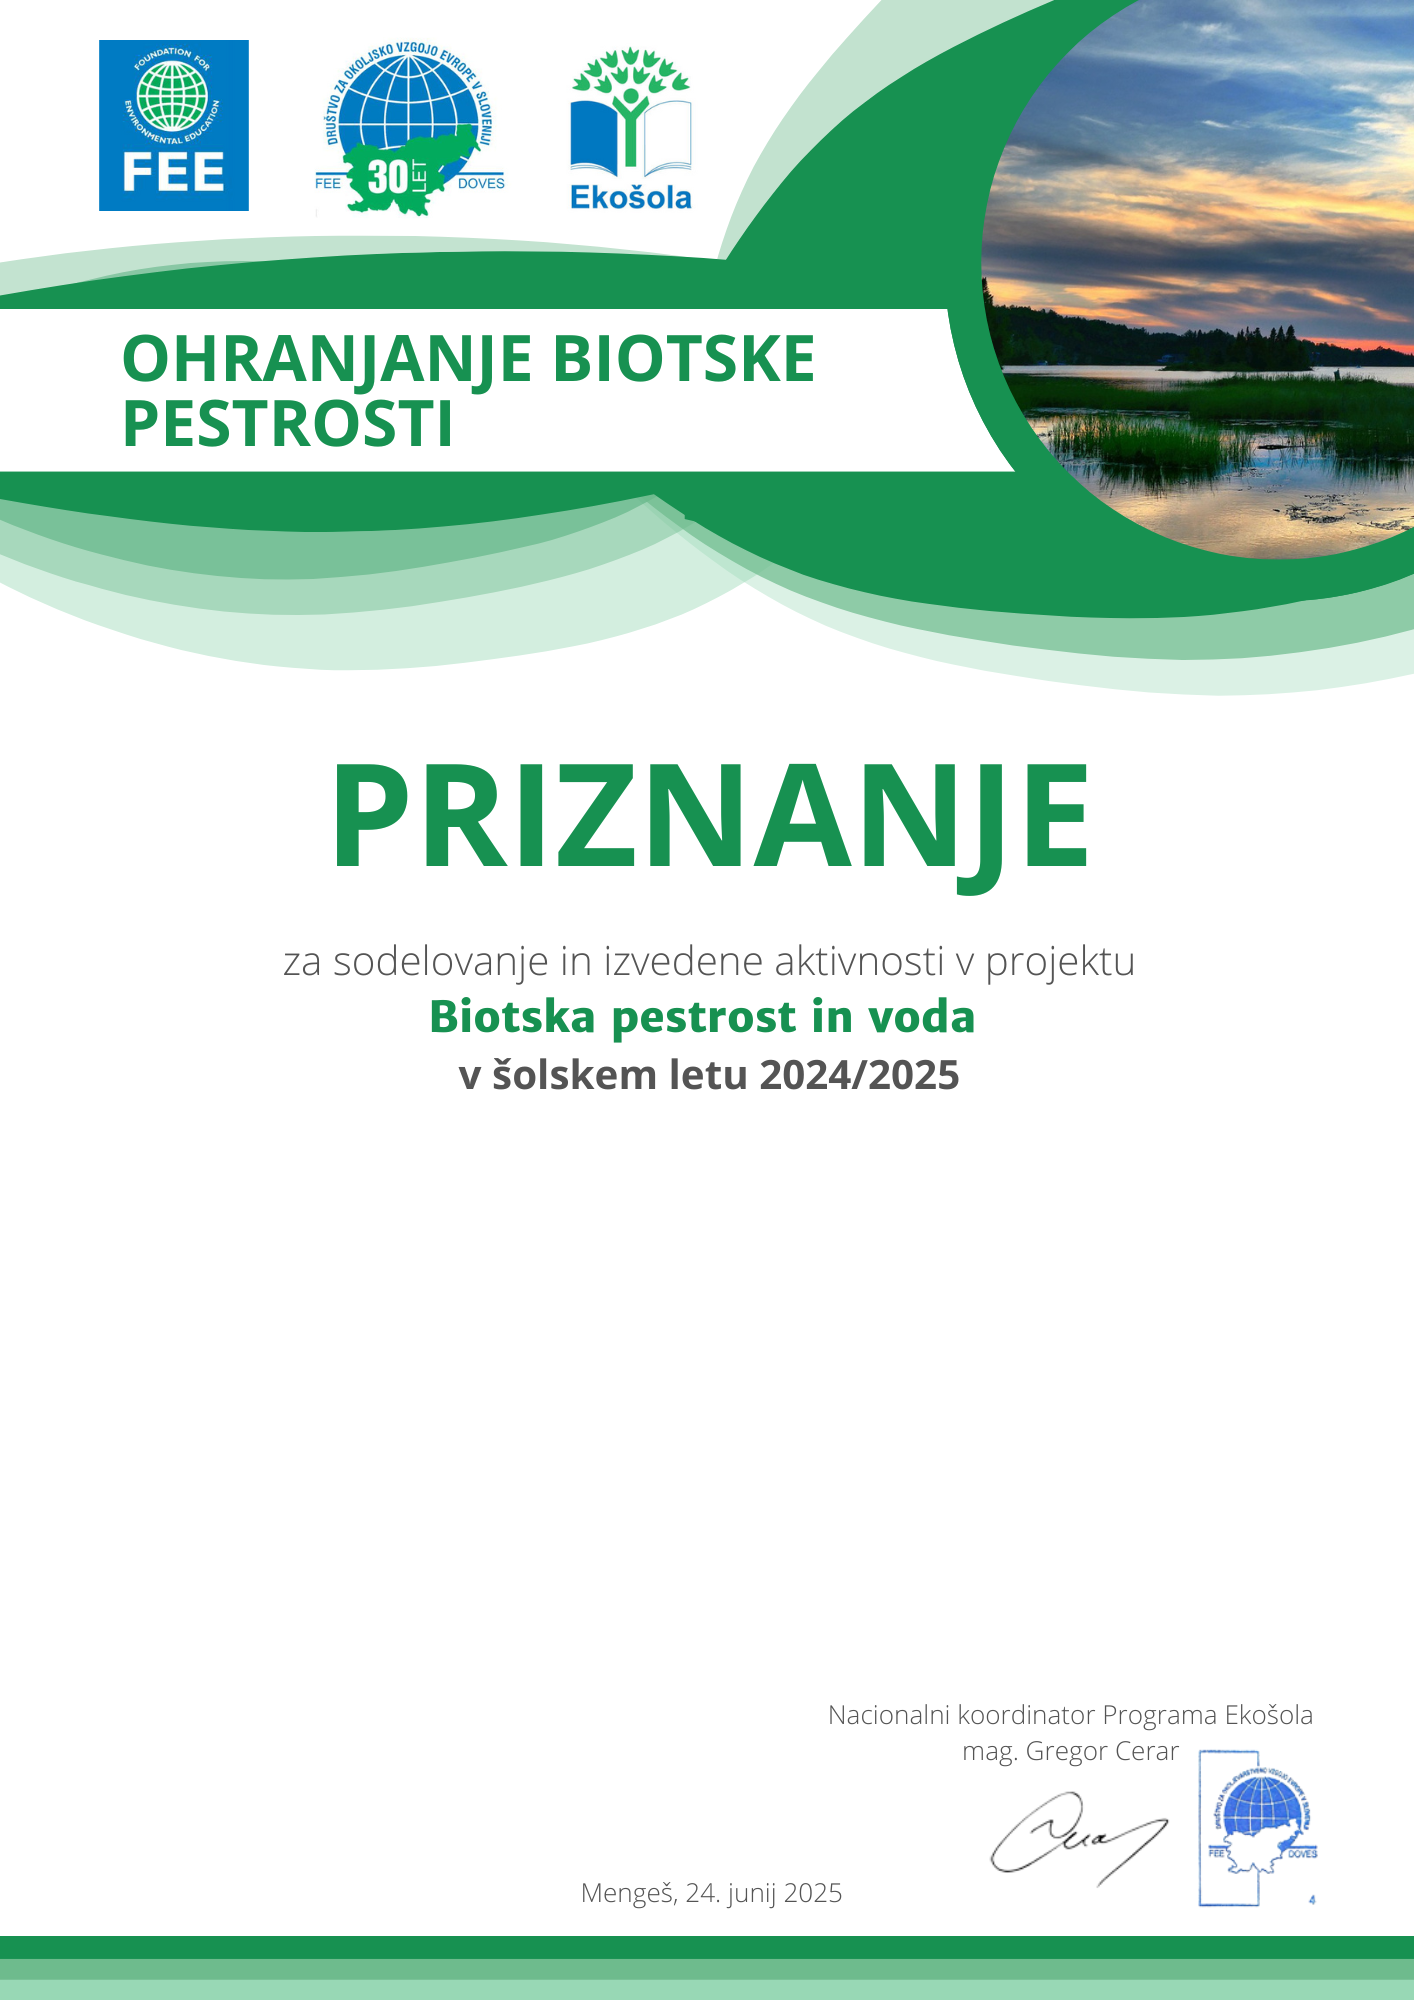 FOUNDATION FOR
ENVIRONMENTAL EDUCATION
FEE
DRUŠTVO ZA OKOLJSKO VZGOJO EVROPE V SLOVENIJI
FEE 30 LET DOVES
Ekošola
OHRANJANJE BIOTSKE
PESTROSTI
PRIZNANJE
za sodelovanje in izvedene aktivnosti v projektu
Biotska pestrost in voda
v šolskem letu 2024/2025
Nacionalni koordinator Programa Ekošola
mag. Gregor Cerar
FEE DOVES
4
Mengeš, 24. junij 2025